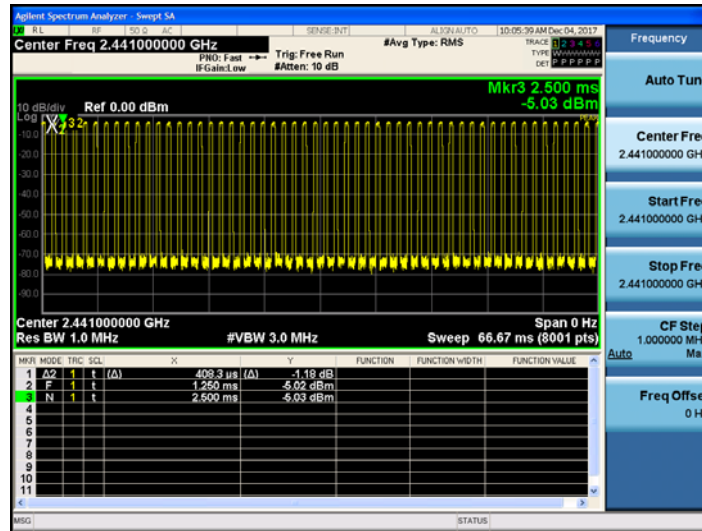 Agilent Spectrum Analyzer - Swept SA
RL RF 50 Ω AC SENSE:INT ALIGN AUTO 10:05:39 AM Dec 04, 2017
Center Freq 2.441000000 GHz #Avg Type: RMS TRACE 1 2 3 4 5 6
PNO: Fast Trig: Free Run TYPE
IFGain:Low #Atten: 10 dB DET P P P P P P
Mkr3 2.500 ms
-5.03 dBm
10 dB/div Ref 0.00 dBm
Log
PEAK
2 3 2
-10.0
-20.0
-30.0
-40.0
-50.0
-60.0
-70.0
-80.0
-90.0
Center 2.441000000 GHz Span 0 Hz
Res BW 1.0 MHz #VBW 3.0 MHz Sweep 66.67 ms (8001 pts)
MKR MODE TRC SCL X Y FUNCTION FUNCTION WIDTH FUNCTION VALUE
1 Δ2 1 t (Δ) 408.3 µs (Δ) -1.18 dB
2 F 1 t 1.250 ms -5.02 dBm
3 N 1 t 2.500 ms -5.03 dBm
4
5
6
7
8
9
10
11
MSG STATUS
Frequency
Auto Tun
Center Fre
2.441000000 GH
Start Fre
2.441000000 GH
Stop Fre
2.441000000 GH
CF Step
1.000000 MH
Auto Ma
Freq Offse
0 H